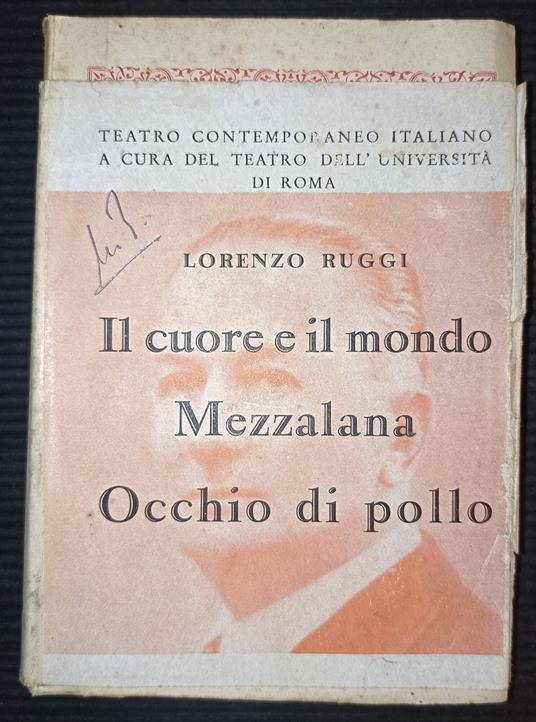 TEATRO CONTEMPORANEO ITALIANO
A CURA DEL TEATRO DELL'UNIVERSITÀ
DI ROMA
LORENZO RUGGI
Il cuore e il mondo
Mezzalana
Occhio di pollo